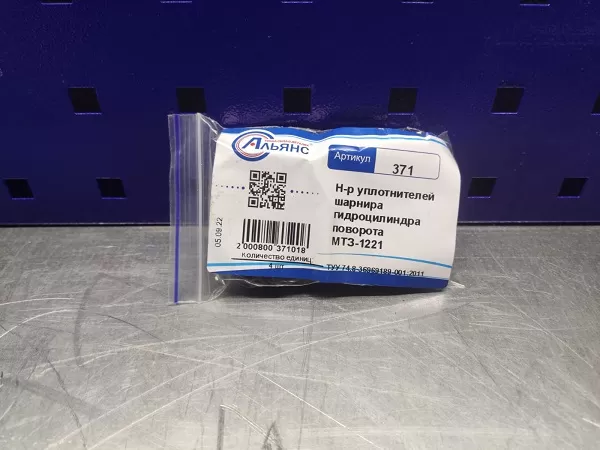 Альянс
Артикул 371
Н-р уплотнителей
шарнира
гидроцилиндра
поворота
МТЗ-1221
05.09.22
2 000800 371018
количество единиц:
4 шт
ТУ У 74.8-36969189-001:2011